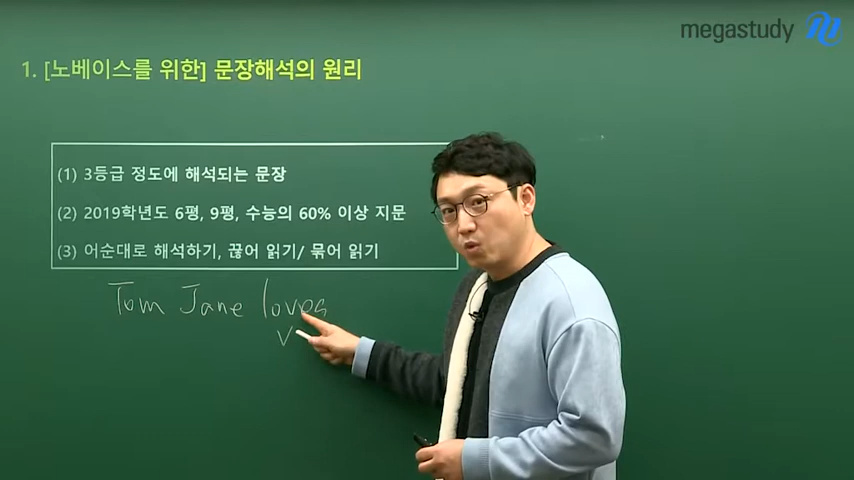 megastudy
1. [노베이스를 위한] 문장해석의 원리
(1) 3등급 정도에 해석되는 문장
(2) 2019학년도 6평, 9평, 수능의 60% 이상 지문
(3) 어순대로 해석하기, 끊어 읽기/ 묶어 읽기
Tom Jane loves
V